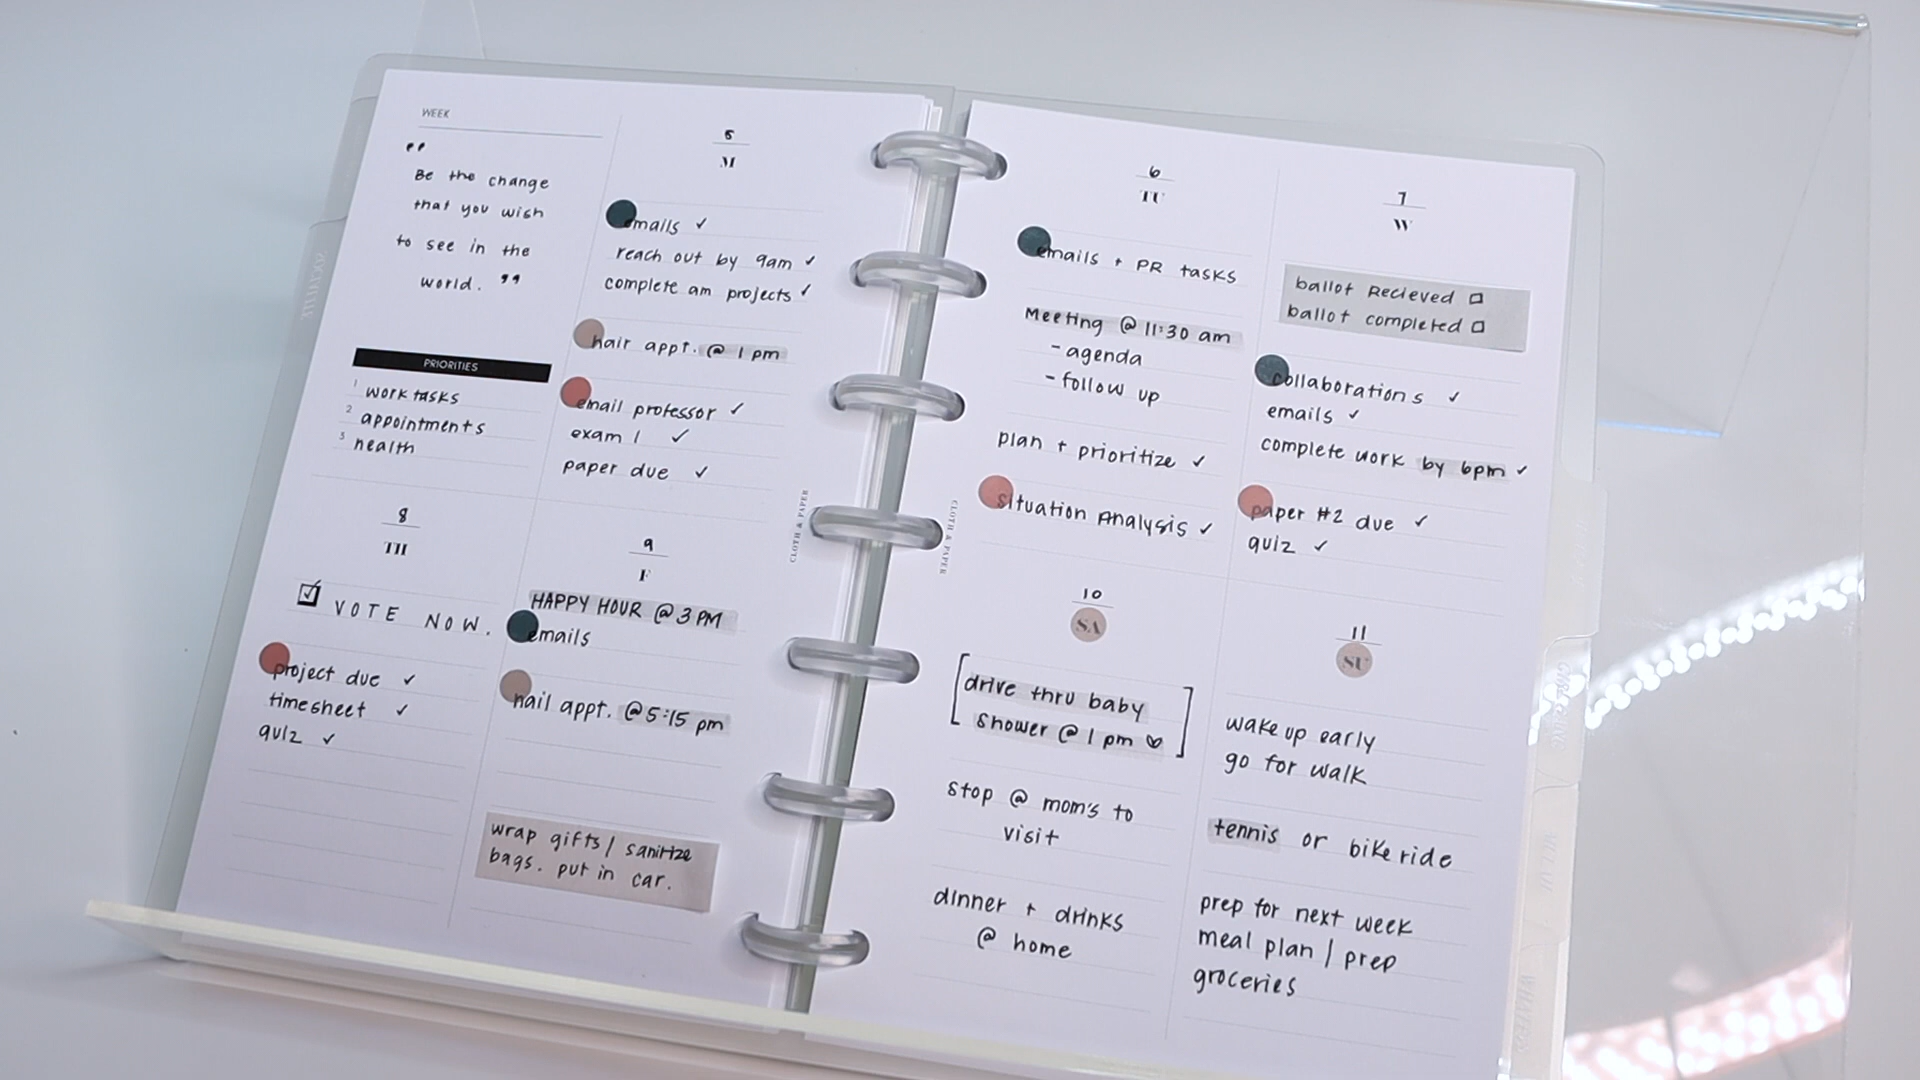 WEEK
" Be the change
that you wish
to see in the
world. "
PRIORITIES
1 work tasks
2 appointments
3 health
5
M
emails ✓
reach out by 9am ✓
complete am projects ✓
hair appt. @ 1 pm
email professor ✓
exam 1 ✓
paper due ✓
8
TH
☑ VOTE NOW.
project due ✓
timesheet ✓
quiz ✓
9
F
HAPPY HOUR @ 3 PM
emails
nail appt. @ 5:15 pm
wrap gifts / sanitize
bags. put in car.
CLOTH & PAPER
CLOTH & PAPER
6
TU
emails + PR tasks
Meeting @ 11:30 am
- agenda
- follow up
plan + prioritize ✓
situation Analysis ✓
7
W
ballot Recieved ☐
ballot completed ☐
collaborations ✓
emails ✓
complete work by 6pm ✓
paper #2 due ✓
quiz ✓
10
SA
[drive thru baby
shower @ 1 pm ♡]
stop @ mom's to
visit
dinner + drinks
@ home
11
SU
wake up early
go for walk
tennis or bike ride
prep for next week
meal plan / prep
groceries